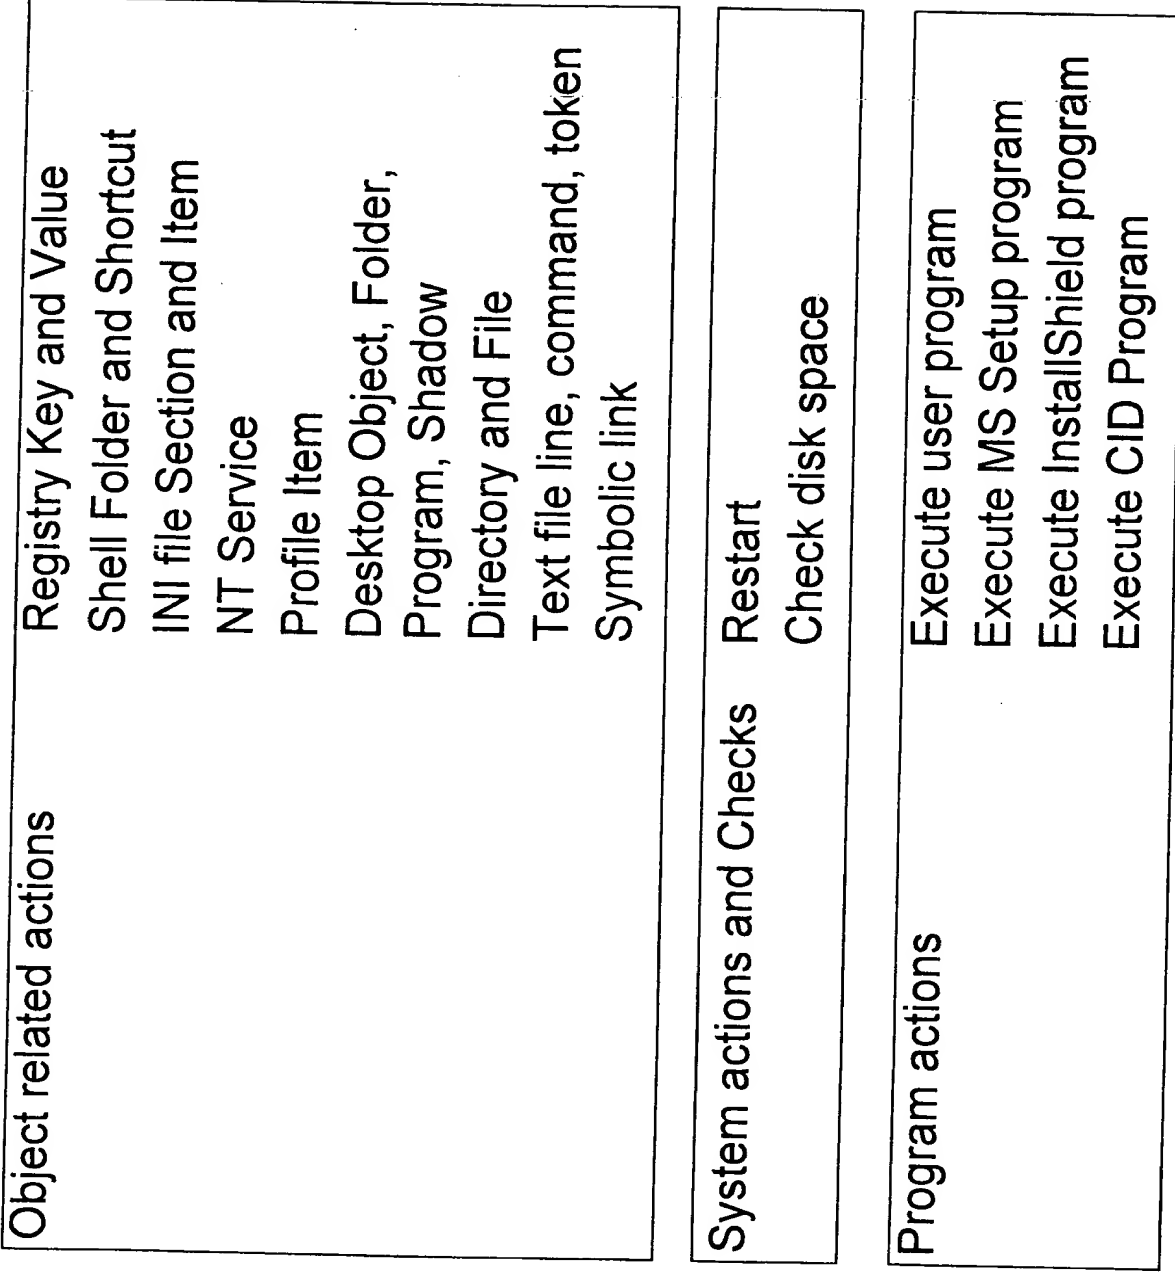 Object related actions
Registry Key and Value
Shell Folder and Shortcut
INI file Section and Item
NT Service
Profile Item
Desktop Object, Folder,
Program, Shadow
Directory and File
Text file line, command, token
Symbolic link
System actions and Checks
Restart
Check disk space
Program actions
Execute user program
Execute MS Setup program
Execute InstallShield program
Execute CID Program